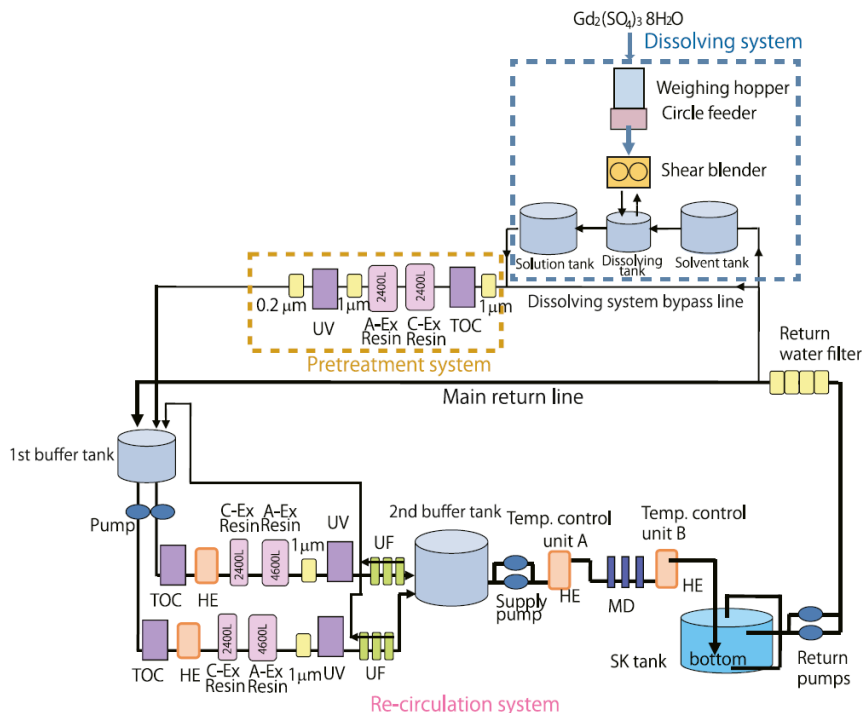 Gd₂(SO₄)₃ 8H₂O
Dissolving system
Weighing hopper
Circle feeder
Shear blender
Solution tank
Dissolving
tank
Solvent tank
Dissolving system bypass line
0.2 μm
UV
1μm
2400L
A-Ex
Resin
2400L
C-Ex
Resin
TOC
1μm
Pretreatment system
Return
water filter
Main return line
1st buffer tank
Pump
TOC
HE
C-Ex
Resin
2400L
A-Ex
Resin
4600L
1μm
UV
UF
2nd buffer tank
Supply
pump
Temp. control
unit A
HE
MD
Temp. control
unit B
HE
SK tank
bottom
Return
pumps
TOC
HE
2400L
C-Ex
Resin
4600L
A-Ex
Resin
1μm
UV
UF
Re-circulation system